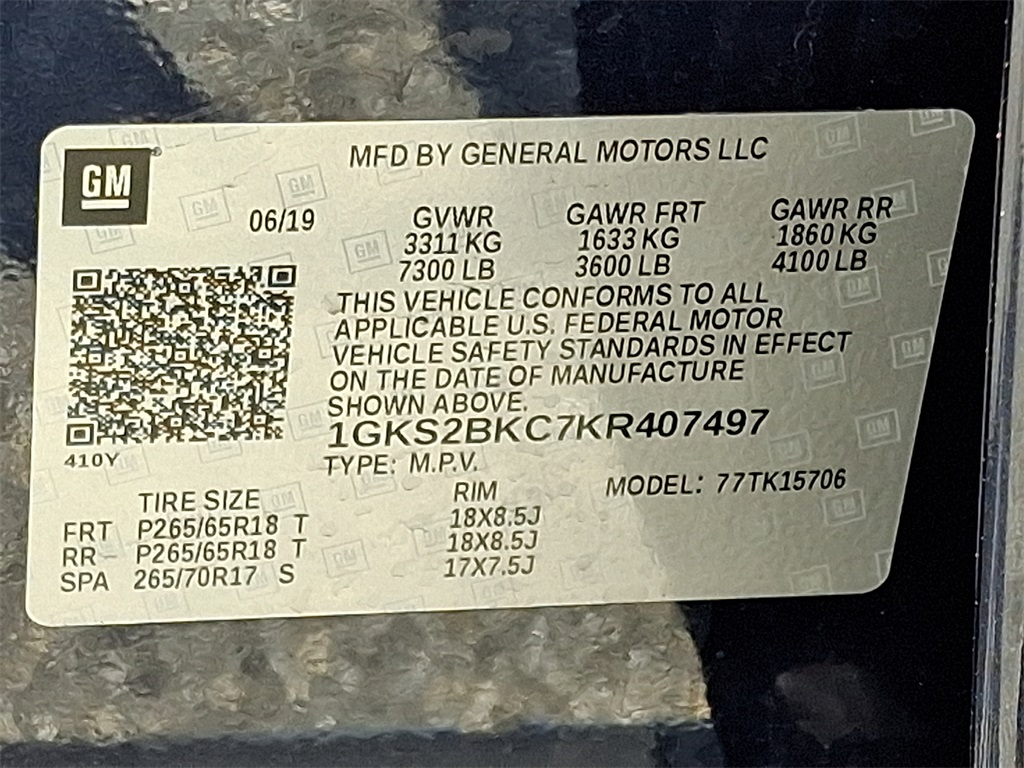 GM
MFD BY GENERAL MOTORS LLC
06/19
GVWR GAWR FRT GAWR RR
3311 KG 1633 KG 1860 KG
7300 LB 3600 LB 4100 LB
THIS VEHICLE CONFORMS TO ALL
APPLICABLE U.S. FEDERAL MOTOR
VEHICLE SAFETY STANDARDS IN EFFECT
ON THE DATE OF MANUFACTURE
SHOWN ABOVE.
1GKS2BKC7KR407497
410Y
TYPE: M.P.V.
MODEL: 77TK15706
TIRE SIZE RIM
FRT P265/65R18 T 18X8.5J
RR P265/65R18 T 18X8.5J
SPA 265/70R17 S 17X7.5J